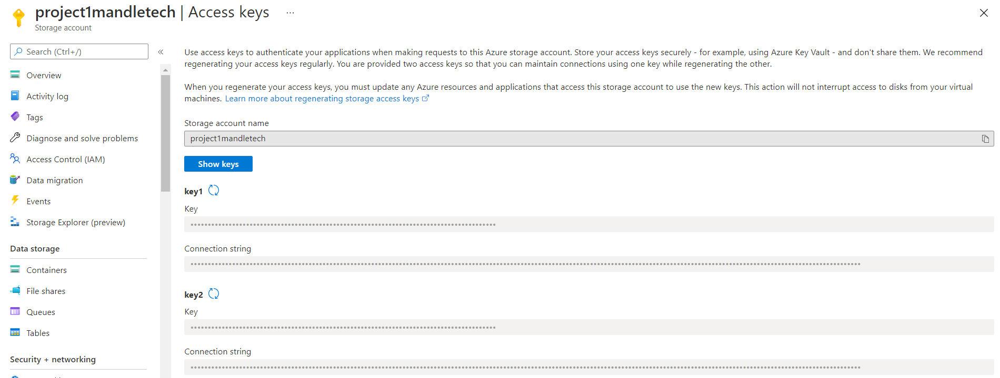 project1mandletech | Access keys ...
Storage account
Search (Ctrl+/)
«
Overview
Activity log
Tags
Diagnose and solve problems
Access Control (IAM)
Data migration
Events
Storage Explorer (preview)
Data storage
Containers
File shares
Queues
Tables
Security + networking
Use access keys to authenticate your applications when making requests to this Azure storage account. Store your access keys securely - for example, using Azure Key Vault - and don't share them. We recommend
regenerating your access keys regularly. You are provided two access keys so that you can maintain connections using one key while regenerating the other.
When you regenerate your access keys, you must update any Azure resources and applications that access this storage account to use the new keys. This action will not interrupt access to disks from your virtual
machines. Learn more about regenerating storage access keys
Storage account name
project1mandletech
Show keys
key1
Key
Connection string
key2
Key
Connection string